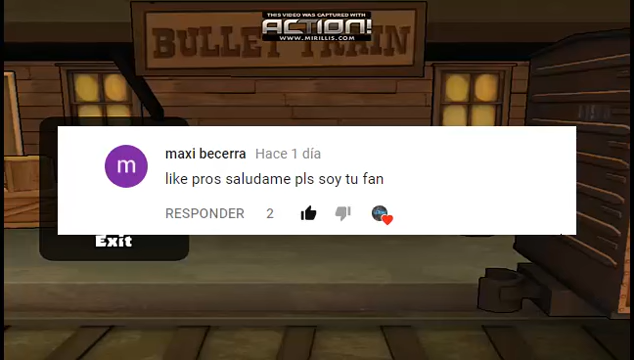 THIS VIDEO WAS CAPTURED WITH
ACTION!
WWW.MIRILLIS.COM
BULLET TRAIN
maxi becerra Hace 1 día
m
like pros saludame pls soy tu fan
RESPONDER 2
Exit